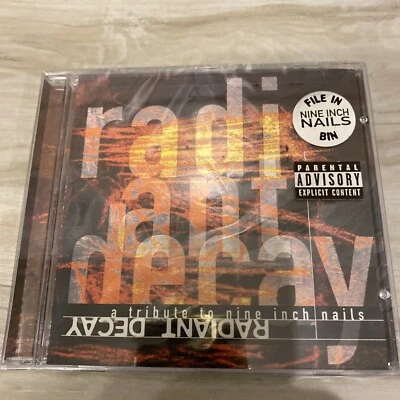 radi
ant
decay
FILE IN
NINE INCH
NAILS
BIN
PARENTAL
ADVISORY
EXPLICIT CONTENT
a tribute to nine inch nails
RADIANT DECAY